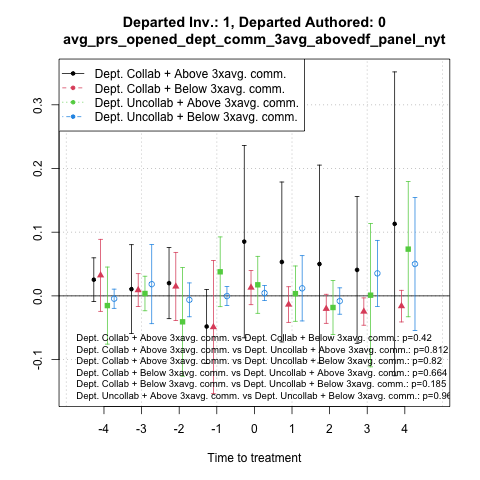 Departed Inv.: 1, Departed Authored: 0
avg_prs_opened_dept_comm_3avg_abovedf_panel_nyt
Dept. Collab + Above 3xavg. comm.
Dept. Collab + Below 3xavg. comm.
Dept. Uncollab + Above 3xavg. comm.
Dept. Uncollab + Below 3xavg. comm.
0.3
0.2
0.1
0.0
-0.1
Dept. Collab + Above 3xavg. comm. vs Dept. Collab + Below 3xavg. comm.: p=0.42
Dept. Collab + Above 3xavg. comm. vs Dept. Uncollab + Above 3xavg. comm.: p=0.812
Dept. Collab + Above 3xavg. comm. vs Dept. Uncollab + Below 3xavg. comm.: p=0.82
Dept. Collab + Below 3xavg. comm. vs Dept. Uncollab + Above 3xavg. comm.: p=0.664
Dept. Collab + Below 3xavg. comm. vs Dept. Uncollab + Below 3xavg. comm.: p=0.185
Dept. Uncollab + Above 3xavg. comm. vs Dept. Uncollab + Below 3xavg. comm.: p=0.96
-4 -3 -2 -1 0 1 2 3 4
Time to treatment